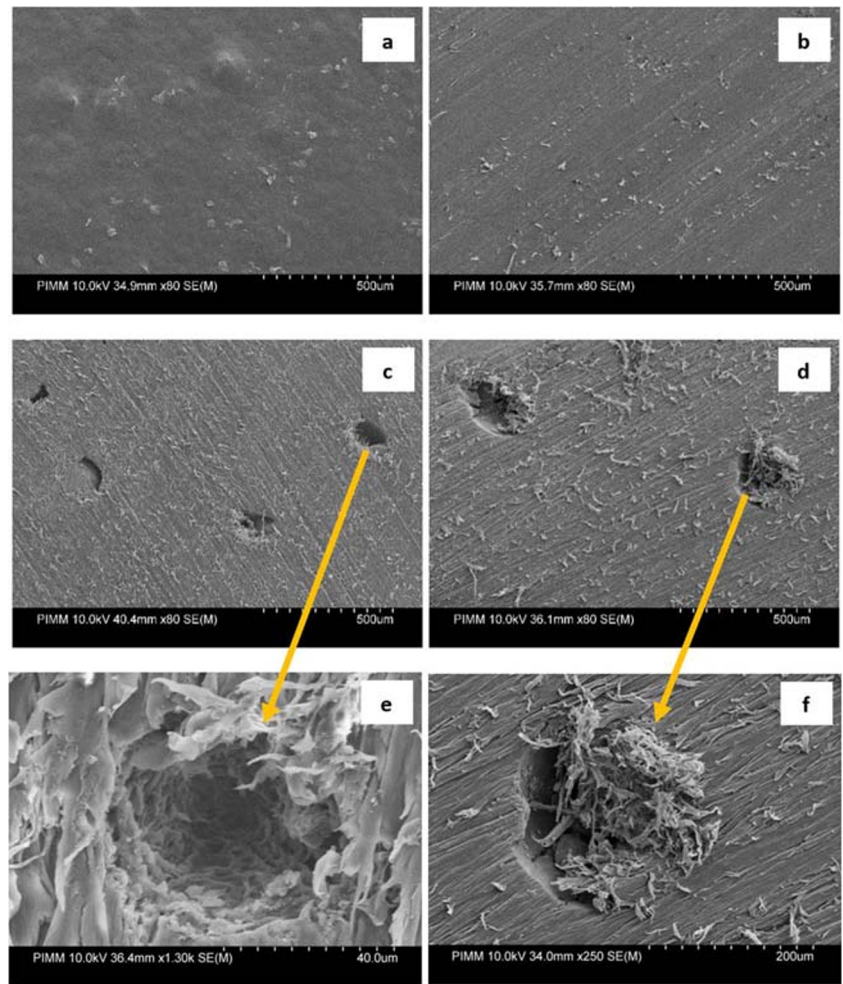 a
b
PIMM 10.0kV 34.9mm x80 SE(M) 500um
PIMM 10.0kV 35.7mm x80 SE(M) 500um
c
d
PIMM 10.0kV 40.4mm x80 SE(M) 500um
PIMM 10.0kV 36.1mm x80 SE(M) 500um
e
f
PIMM 10.0kV 36.4mm x1.30k SE(M) 40.0um
PIMM 10.0kV 34.0mm x250 SE(M) 200um